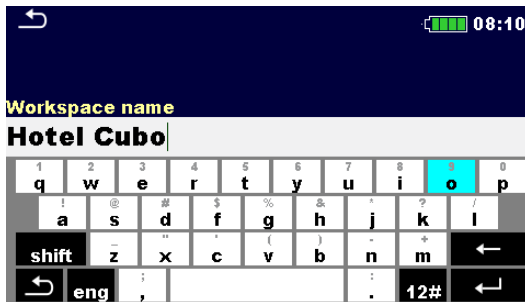 08:10
Workspace name
Hotel Cubo
1 2 3 4 5 6 7 8 9 0
q w e r t y u i o p
! @ # $ % & * ? /
a s d f g h j k l
_ " ' ( ) - +
shift z x c v b n m
; :
eng , . 12#